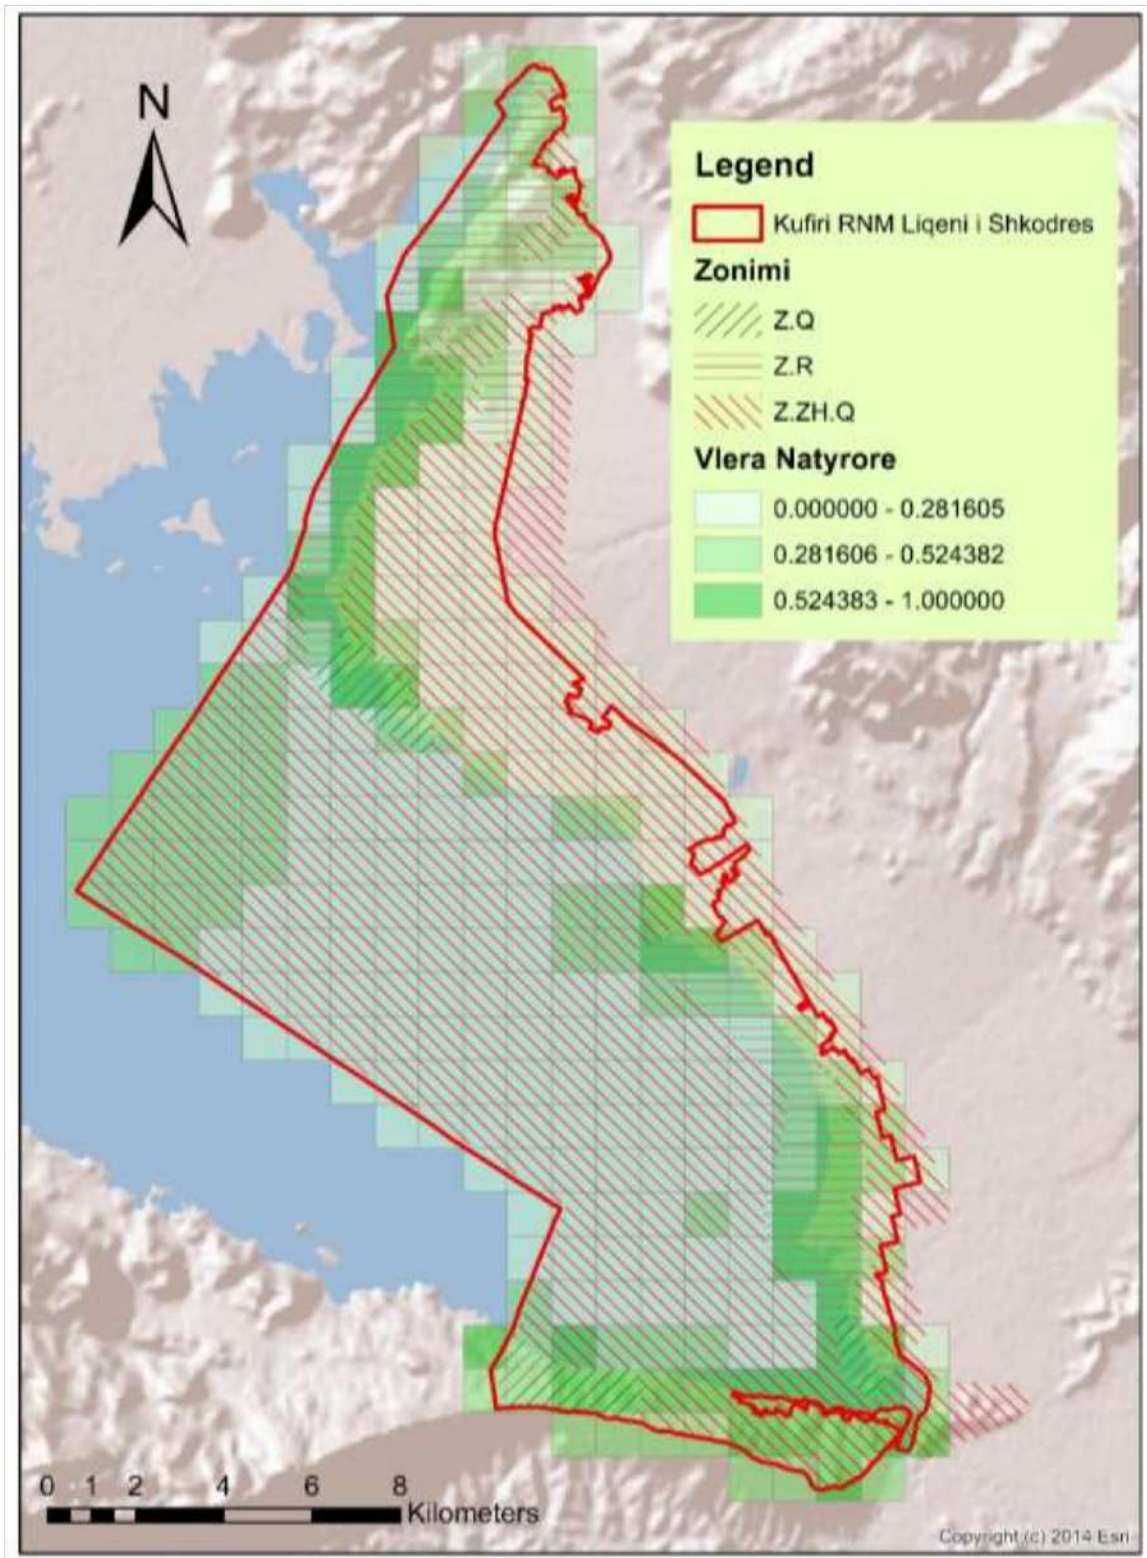 N
Legend
Kufiri RNM Liqeni i Shkodres
Zonimi
Z.Q
Z.R
Z.ZH.Q
Vlera Natyrore
0.000000 - 0.281605
0.281606 - 0.524382
0.524383 - 1.000000
0 1 2 4 6 8
Kilometers
Copyright (c) 2014 Esri